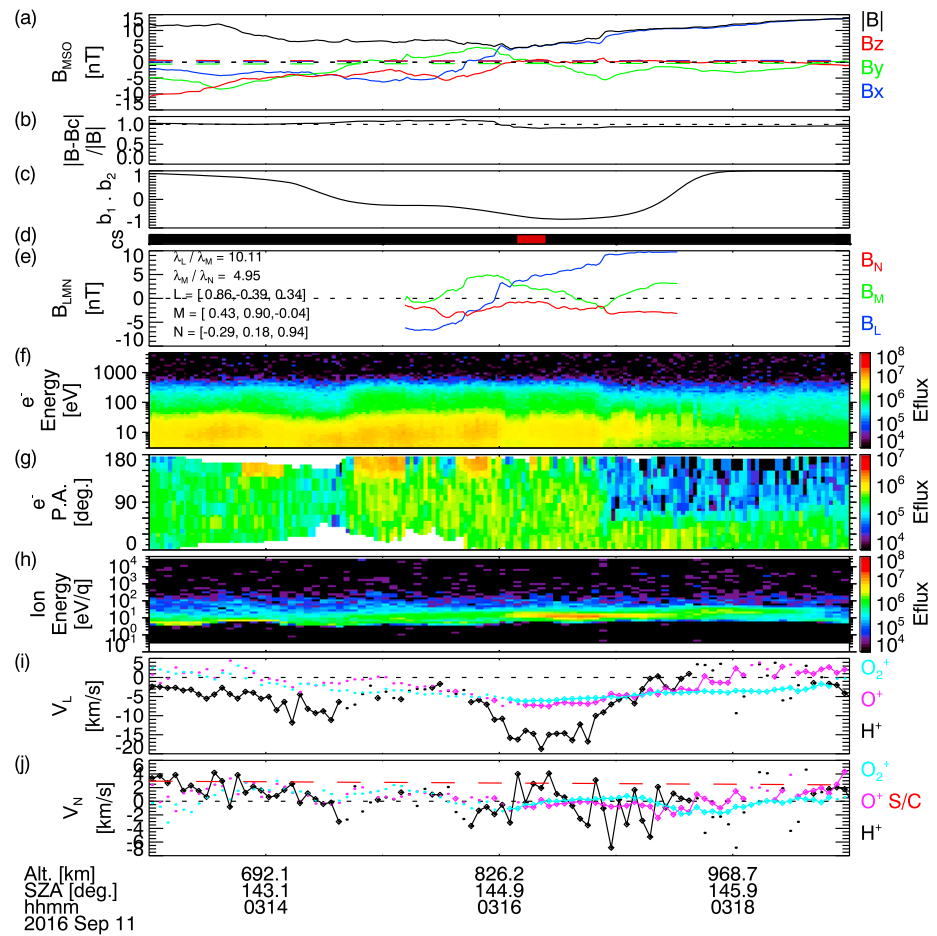 (a)
B_MSO
[nT]
15
10
5
0
-5
-10
-15
|B|
Bz
By
Bx
(b)
|B-Bc|
/|B|
1.0
0.5
0.0
(c)
b₁ . b₂
1
0
-1
(d)
cs
(e)
B_LMN
[nT]
10
5
0
-5
-10
λ_L / λ_M = 10.11
λ_M / λ_N = 4.95
L = [ 0.86,-0.39, 0.34]
M = [ 0.43, 0.90,-0.04]
N = [-0.29, 0.18, 0.94]
B_N
B_M
B_L
(f)
e⁻
Energy
[eV]
1000
100
10
10⁸
10⁷
10⁶
10⁵
10⁴
Eflux
(g)
e⁻
P.A.
[deg.]
180
90
0
10⁷
10⁶
10⁵
10⁴
Eflux
(h)
Ion
Energy
[eV/q]
10⁴
10³
10²
10¹
10⁰
10¹
10⁸
10⁷
10⁶
10⁵
10⁴
Eflux
(i)
V_L
[km/s]
5
0
-5
-10
-15
-20
O₂⁺
O⁺
H⁺
(j)
V_N
[km/s]
6
4
2
0
-2
-4
-6
-8
O₂⁺
O⁺ S/C
H⁺
Alt. [km] 692.1 826.2 968.7
SZA [deg.] 143.1 144.9 145.9
hhmm 0314 0316 0318
2016 Sep 11